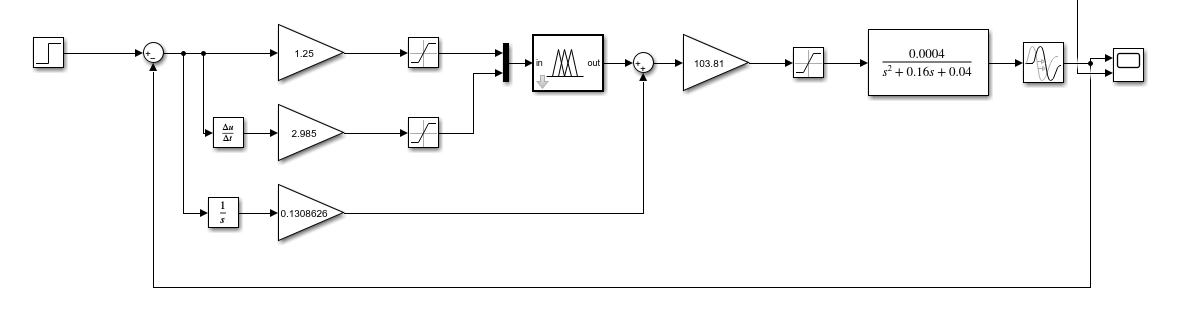 +
−
1.25
in
out
+
+
103.81
0.0004
s² + 0.16s + 0.04
Δu
Δt
2.985
1
s
0.1308626